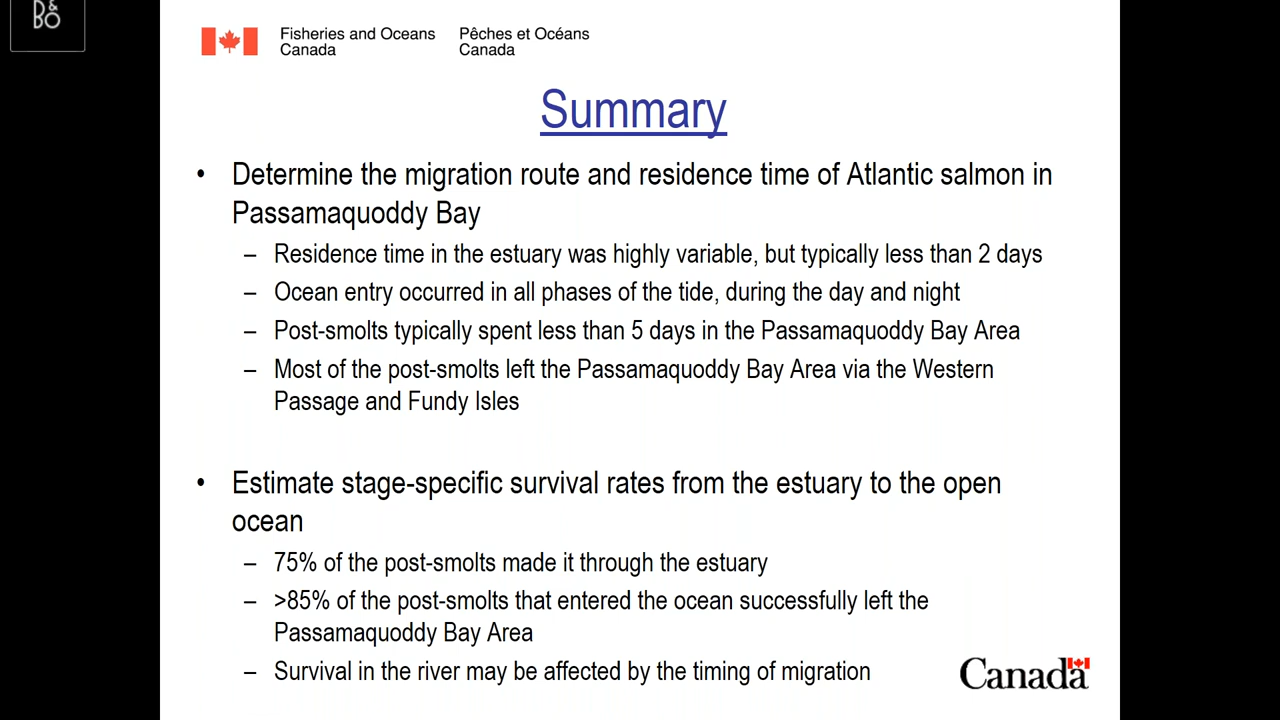 B&O
Fisheries and Oceans Pêches et Océans
Canada Canada
Summary
• Determine the migration route and residence time of Atlantic salmon in
Passamaquoddy Bay
– Residence time in the estuary was highly variable, but typically less than 2 days
– Ocean entry occurred in all phases of the tide, during the day and night
– Post-smolts typically spent less than 5 days in the Passamaquoddy Bay Area
– Most of the post-smolts left the Passamaquoddy Bay Area via the Western
Passage and Fundy Isles
• Estimate stage-specific survival rates from the estuary to the open
ocean
– 75% of the post-smolts made it through the estuary
– >85% of the post-smolts that entered the ocean successfully left the
Passamaquoddy Bay Area
– Survival in the river may be affected by the timing of migration
Canada